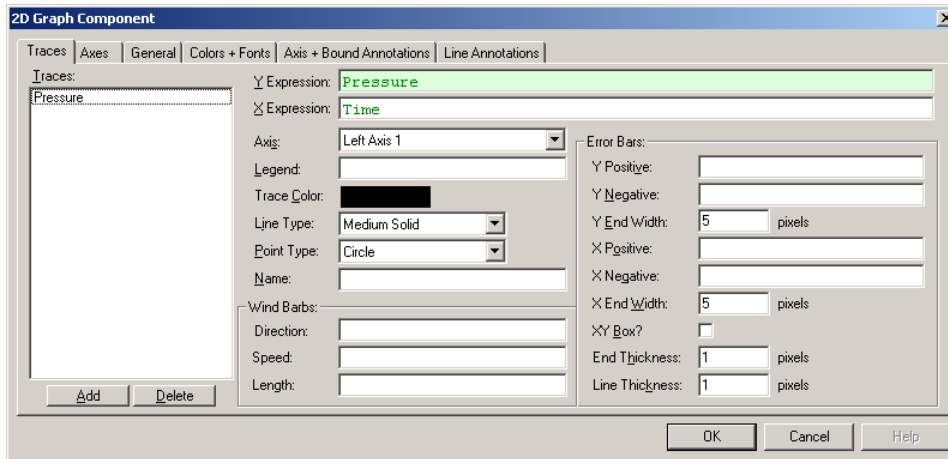 2D Graph Component
Traces Axes General Colors + Fonts Axis + Bound Annotations Line Annotations
Traces:
Pressure
Add Delete
Y Expression: Pressure
X Expression: Time
Axis: Left Axis 1
Legend:
Trace Color:
Line Type: Medium Solid
Point Type: Circle
Name:
Wind Barbs:
Direction:
Speed:
Length:
Error Bars:
Y Positive:
Y Negative:
Y End Width: 5 pixels
X Positive:
X Negative:
X End Width: 5 pixels
XY Box?
End Thickness: 1 pixels
Line Thickness: 1 pixels
OK Cancel Help